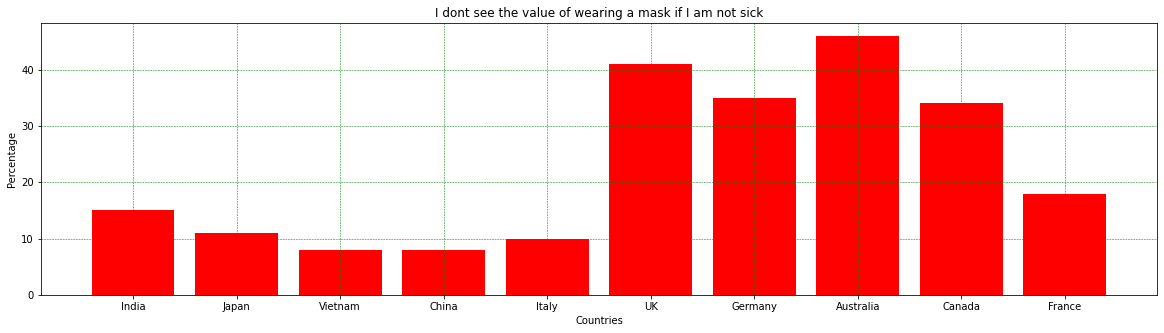 I dont see the value of wearing a mask if I am not sick
Percentage
40
30
20
10
0
India Japan Vietnam China Italy UK Germany Australia Canada France
Countries